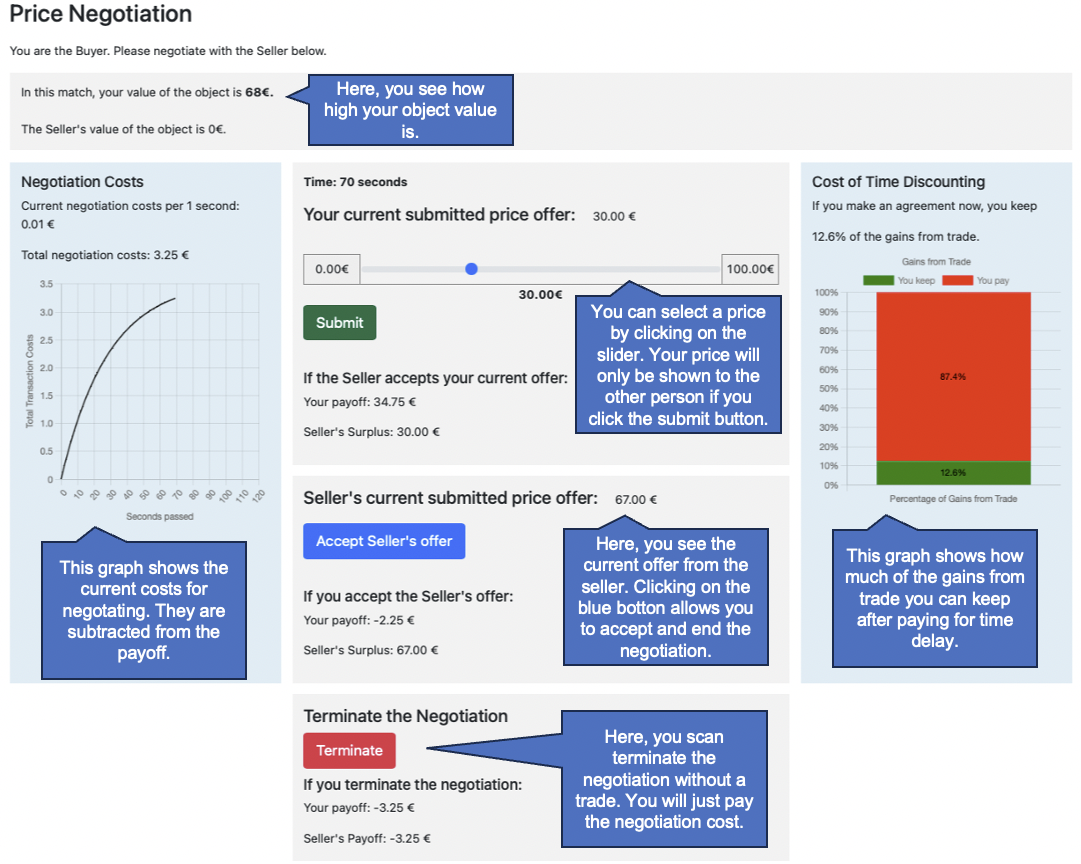 Price Negotiation
You are the Buyer. Please negotiate with the Seller below.
In this match, your value of the object is 68€.
The Seller's value of the object is 0€.
Here, you see how
high your object value
is.
Negotiation Costs
Current negotiation costs per 1 second:
0.01 €
Total negotiation costs: 3.25 €
3.5
3.0
2.5
2.0
1.5
1.0
0.5
0
Total Transaction Costs
0 10 20 30 40 50 60 70 80 90 100 110 120
Seconds passed
This graph shows the
current costs for
negotating. They are
subtracted from the
payoff.
Time: 70 seconds
Your current submitted price offer: 30.00 €
0.00€ 100.00€
30.00€
Submit
You can select a price
by clicking on the
slider. Your price will
only be shown to the
other person if you
click the submit button.
If the Seller accepts your current offer:
Your payoff: 34.75 €
Seller's Surplus: 30.00 €
Seller's current submitted price offer: 67.00 €
Accept Seller's offer
If you accept the Seller's offer:
Your payoff: -2.25 €
Seller's Surplus: 67.00 €
Here, you see the
current offer from the
seller. Clicking on the
blue botton allows you
to accept and end the
negotiation.
Terminate the Negotiation
Terminate
If you terminate the negotiation:
Your payoff: -3.25 €
Seller's Payoff: -3.25 €
Here, you scan
terminate the
negotiation without a
trade. You will just pay
the negotiation cost.
Cost of Time Discounting
If you make an agreement now, you keep
12.6% of the gains from trade.
Gains from Trade
You keep You pay
100%
90%
80%
70%
60%
50%
40%
30%
20%
10%
0%
87.4%
12.6%
Percentage of Gains from Trade
This graph shows how
much of the gains from
trade you can keep
after paying for time
delay.